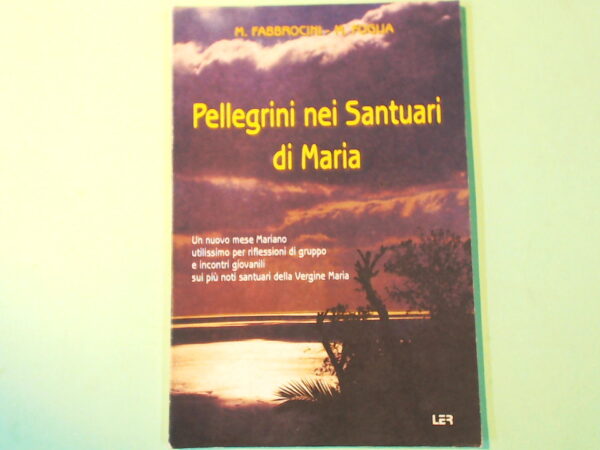 M. FABBROCINI - M. FOGLIA
Pellegrini nei Santuari
di Maria
Un nuovo mese Mariano
utilissimo per riflessioni di gruppo
e incontri giovanili
sui più noti santuari della Vergine Maria
LER